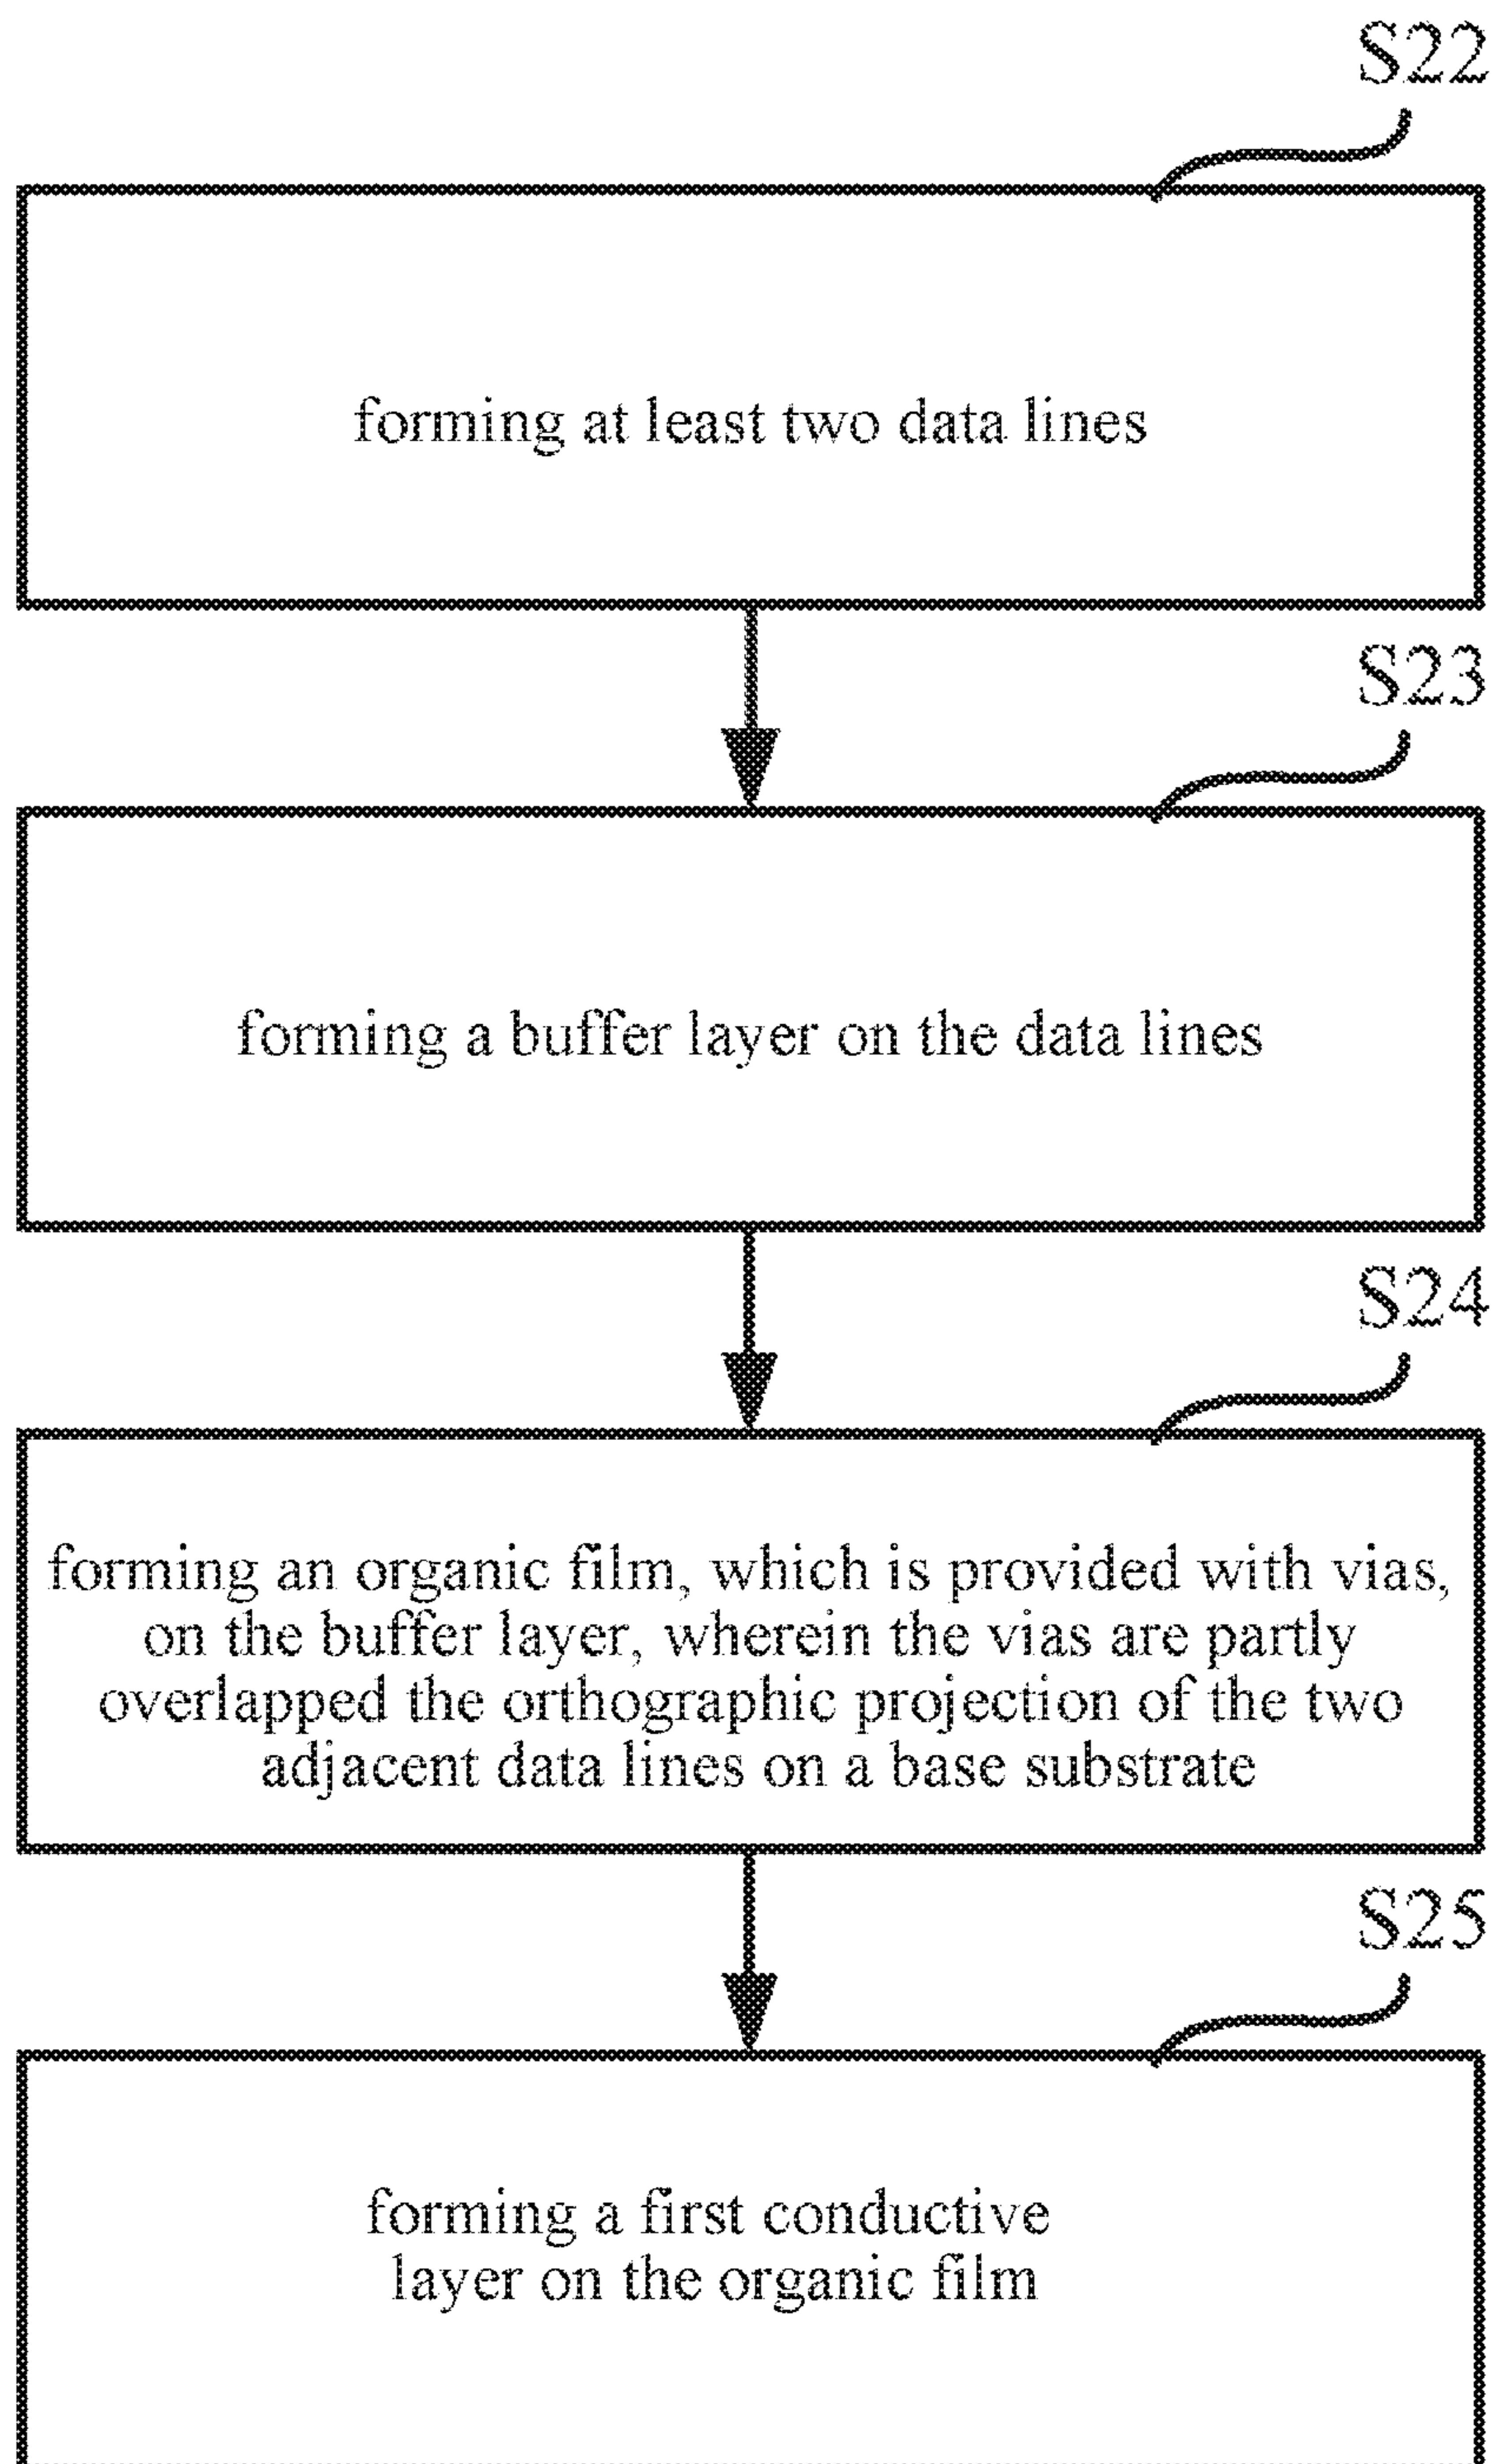 S22
forming at least two data lines
S23
forming a buffer layer on the data lines
S24
forming an organic film, which is provided with vias,
on the buffer layer, wherein the vias are partly
overlapped the orthographic projection of the two
adjacent data lines on a base substrate
S25
forming a first conductive
layer on the organic film